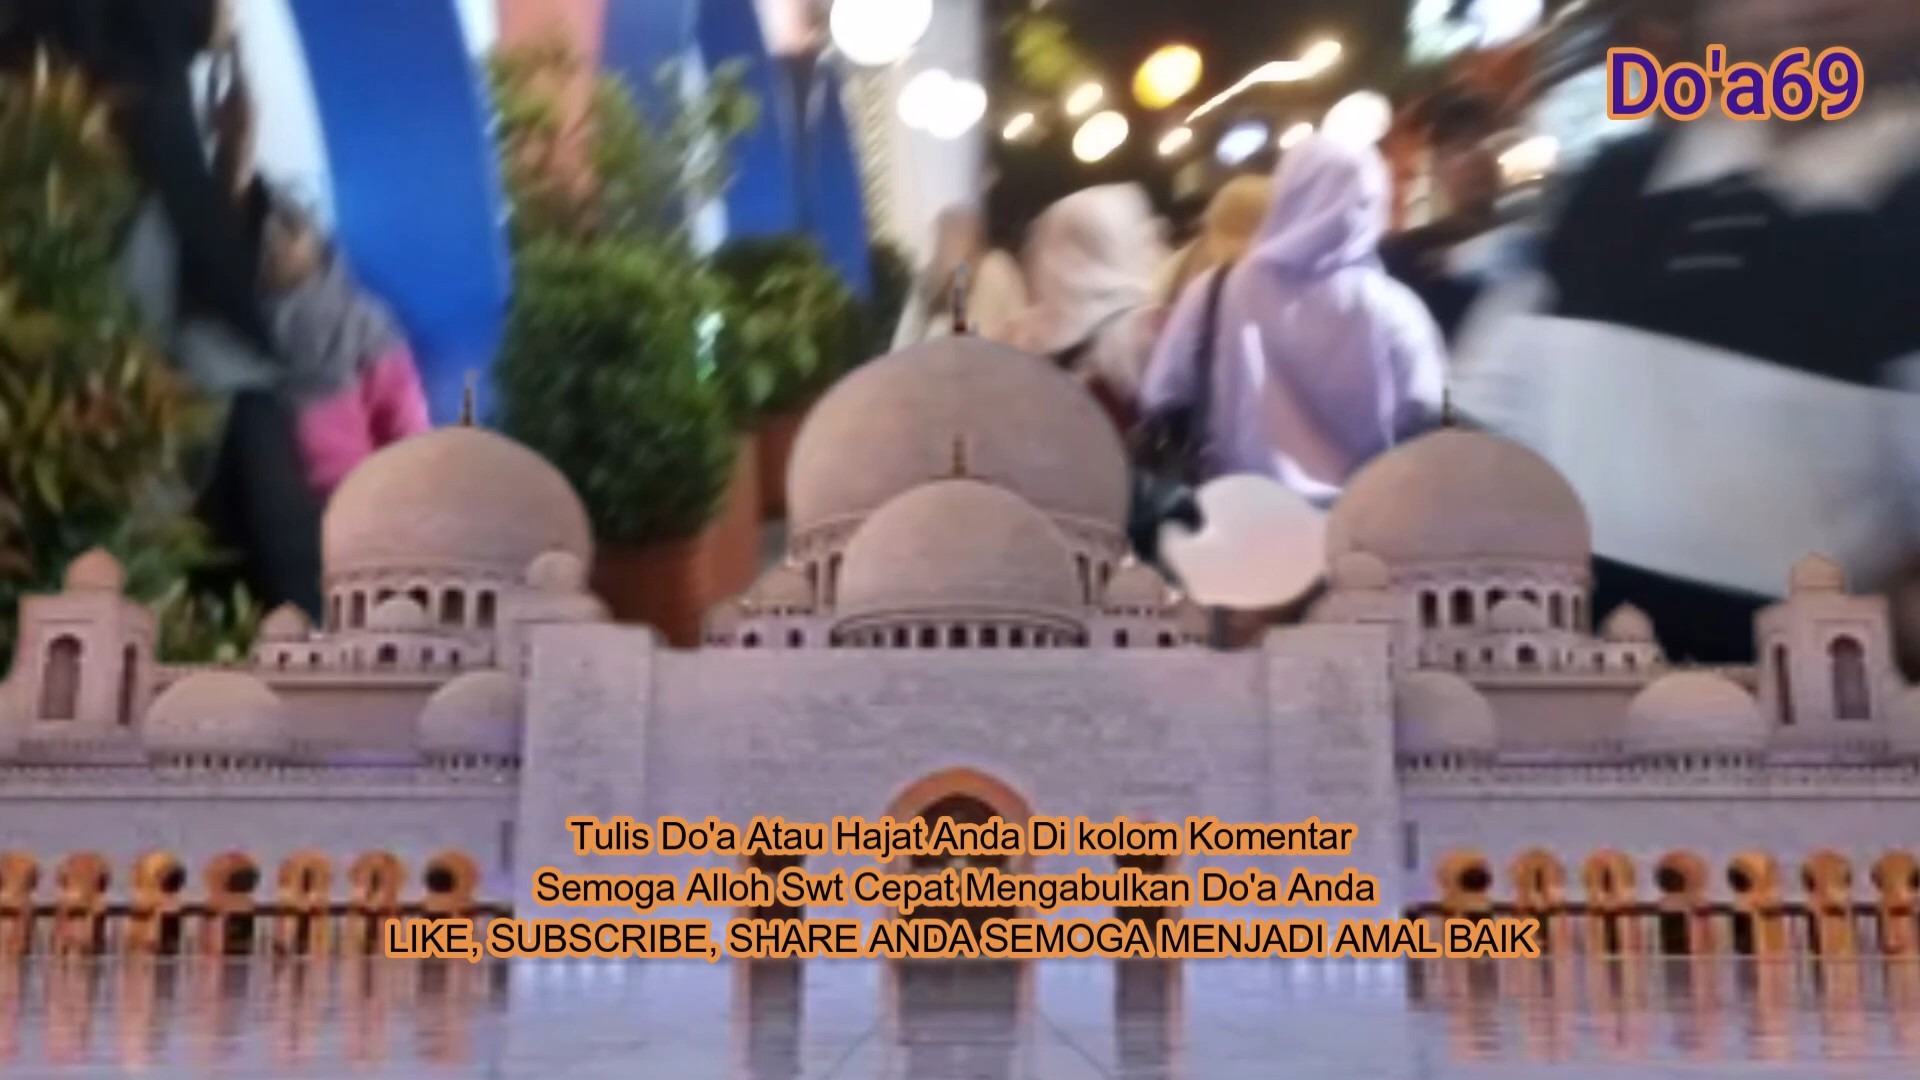 Do'a69
Tulis Do'a Atau Hajat Anda Di kolom Komentar
Semoga Alloh Swt Cepat Mengabulkan Do'a Anda
LIKE, SUBSCRIBE, SHARE ANDA SEMOGA MENJADI AMAL BAIK